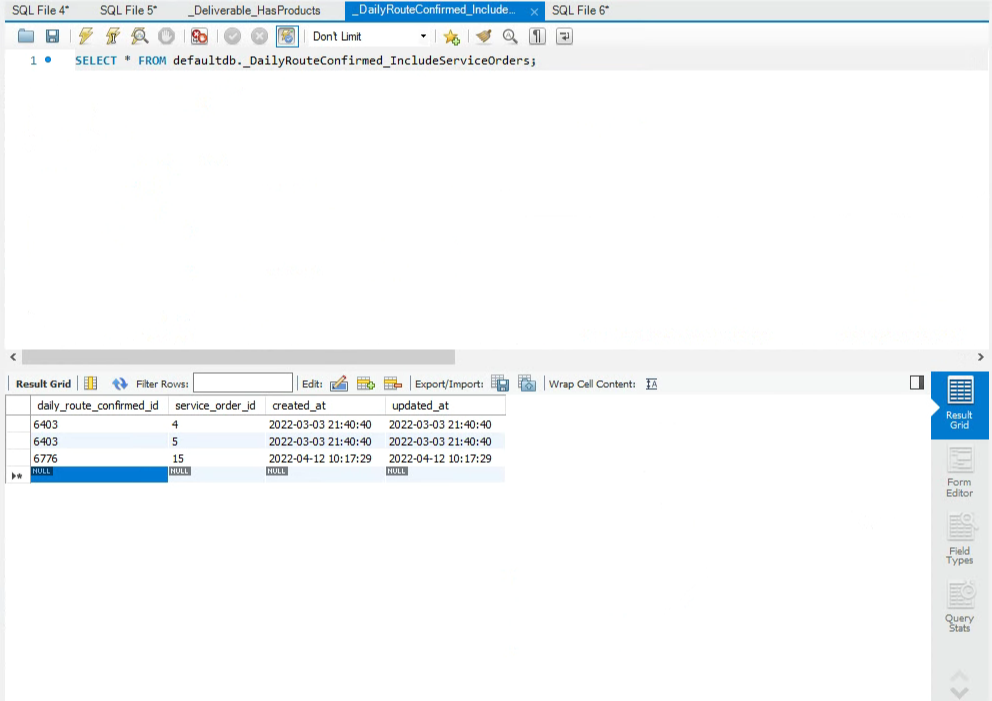 SQL File 4* SQL File 5* _Deliverable_HasProducts _DailyRouteConfirmed_Include... × SQL File 6*
Don't Limit
1 SELECT * FROM defaultdb._DailyRouteConfirmed_IncludeServiceOrders;
Result Grid Filter Rows: Edit: Export/Import: Wrap Cell Content: IA
daily_route_confirmed_id service_order_id created_at updated_at
6403 4 2022-03-03 21:40:40 2022-03-03 21:40:40
6403 5 2022-03-03 21:40:40 2022-03-03 21:40:40
6776 15 2022-04-12 10:17:29 2022-04-12 10:17:29
NULL NULL NULL NULL
Result
Grid
Form
Editor
Field
Types
Query
Stats